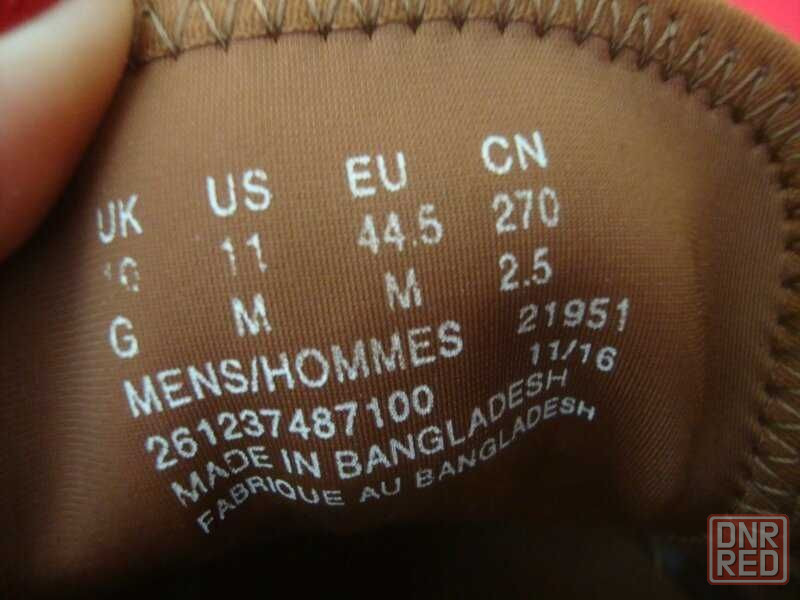 UK US EU CN
10 11 44.5 270
G M M 2.5
MENS/HOMMES 21951
261237487100 11/16
MADE IN BANGLADESH
FABRIQUE AU BANGLADESH
DNR
RED